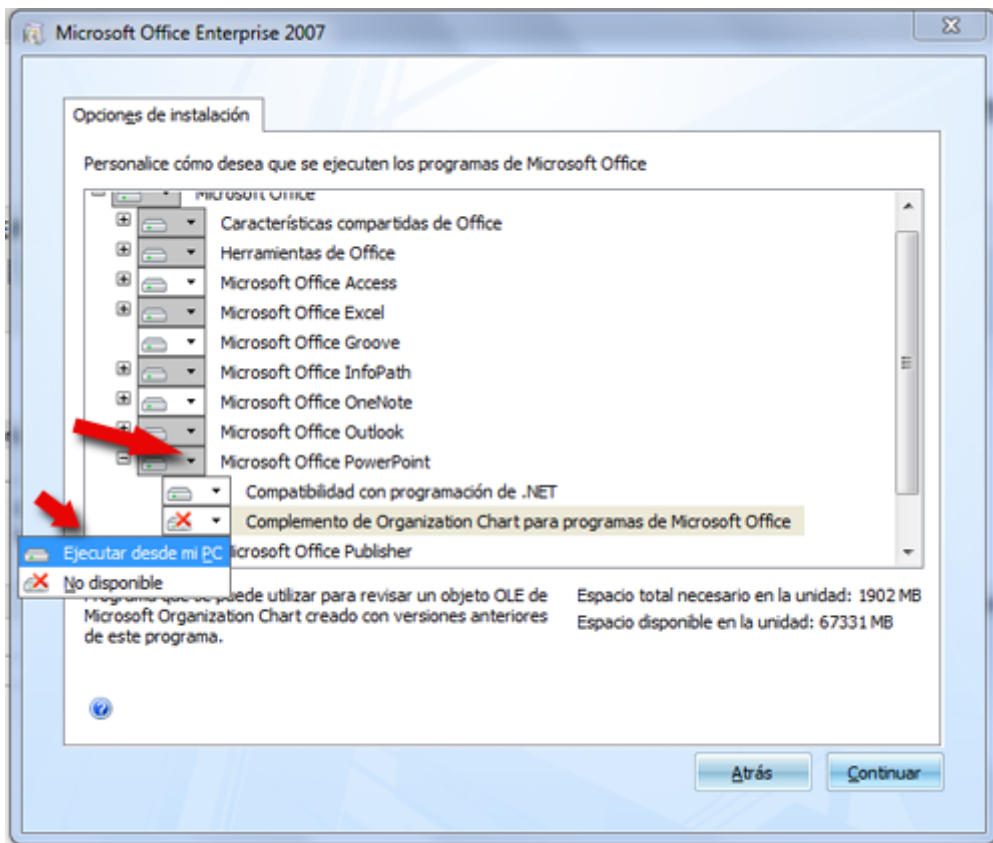 Microsoft Office Enterprise 2007
Opciones de instalación
Personalice cómo desea que se ejecuten los programas de Microsoft Office
Microsoft Office
Características compartidas de Office
Herramientas de Office
Microsoft Office Access
Microsoft Office Excel
Microsoft Office Groove
Microsoft Office InfoPath
Microsoft Office OneNote
Microsoft Office Outlook
Microsoft Office PowerPoint
Compatibilidad con programación de .NET
Complemento de Organization Chart para programas de Microsoft Office
Ejecutar desde mi PC
Microsoft Office Publisher
No disponible
Programa que se puede utilizar para revisar un objeto OLE de
Microsoft Organization Chart creado con versiones anteriores
de este programa.
Espacio total necesario en la unidad: 1902 MB
Espacio disponible en la unidad: 67331 MB
Atrás
Continuar